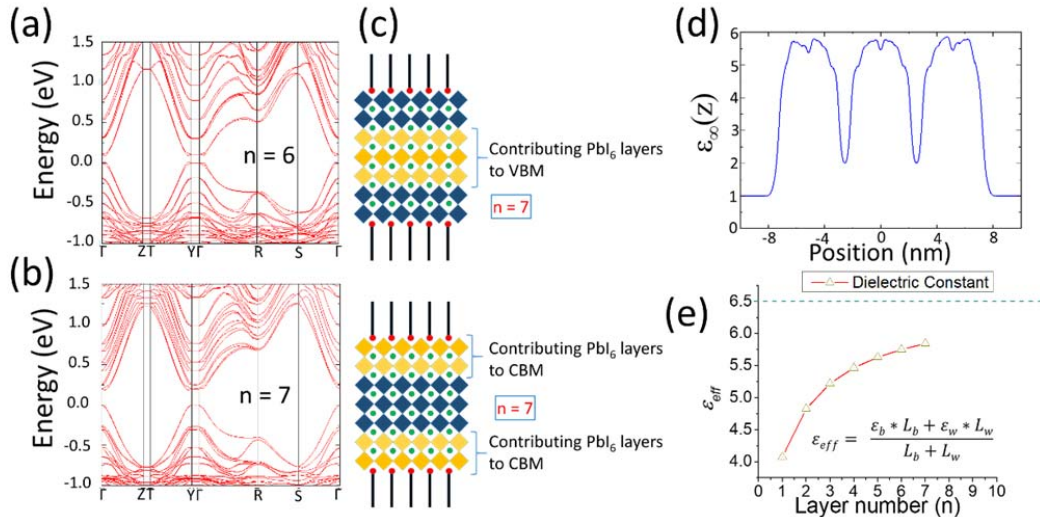 (a)
Energy (eV)
1.5
1.0
0.5
0.0
-0.5
-1.0
n = 6
Γ ZT YΓ R S Γ
(b)
Energy (eV)
1.5
1.0
0.5
0.0
-0.5
-1.0
n = 7
Γ ZT YΓ R S Γ
(c)
Contributing PbI₆ layers
to VBM
n = 7
Contributing PbI₆ layers
to CBM
n = 7
Contributing PbI₆ layers
to CBM
(d)
ε∞(z)
6
5
4
3
2
1
0
-8 -4 0 4 8
Position (nm)
Dielectric Constant
(e)
εeff
6.5
6.0
5.5
5.0
4.5
4.0
εeff = (εb * Lb + εw * Lw) / (Lb + Lw)
0 1 2 3 4 5 6 7 8 9 10
Layer number (n)